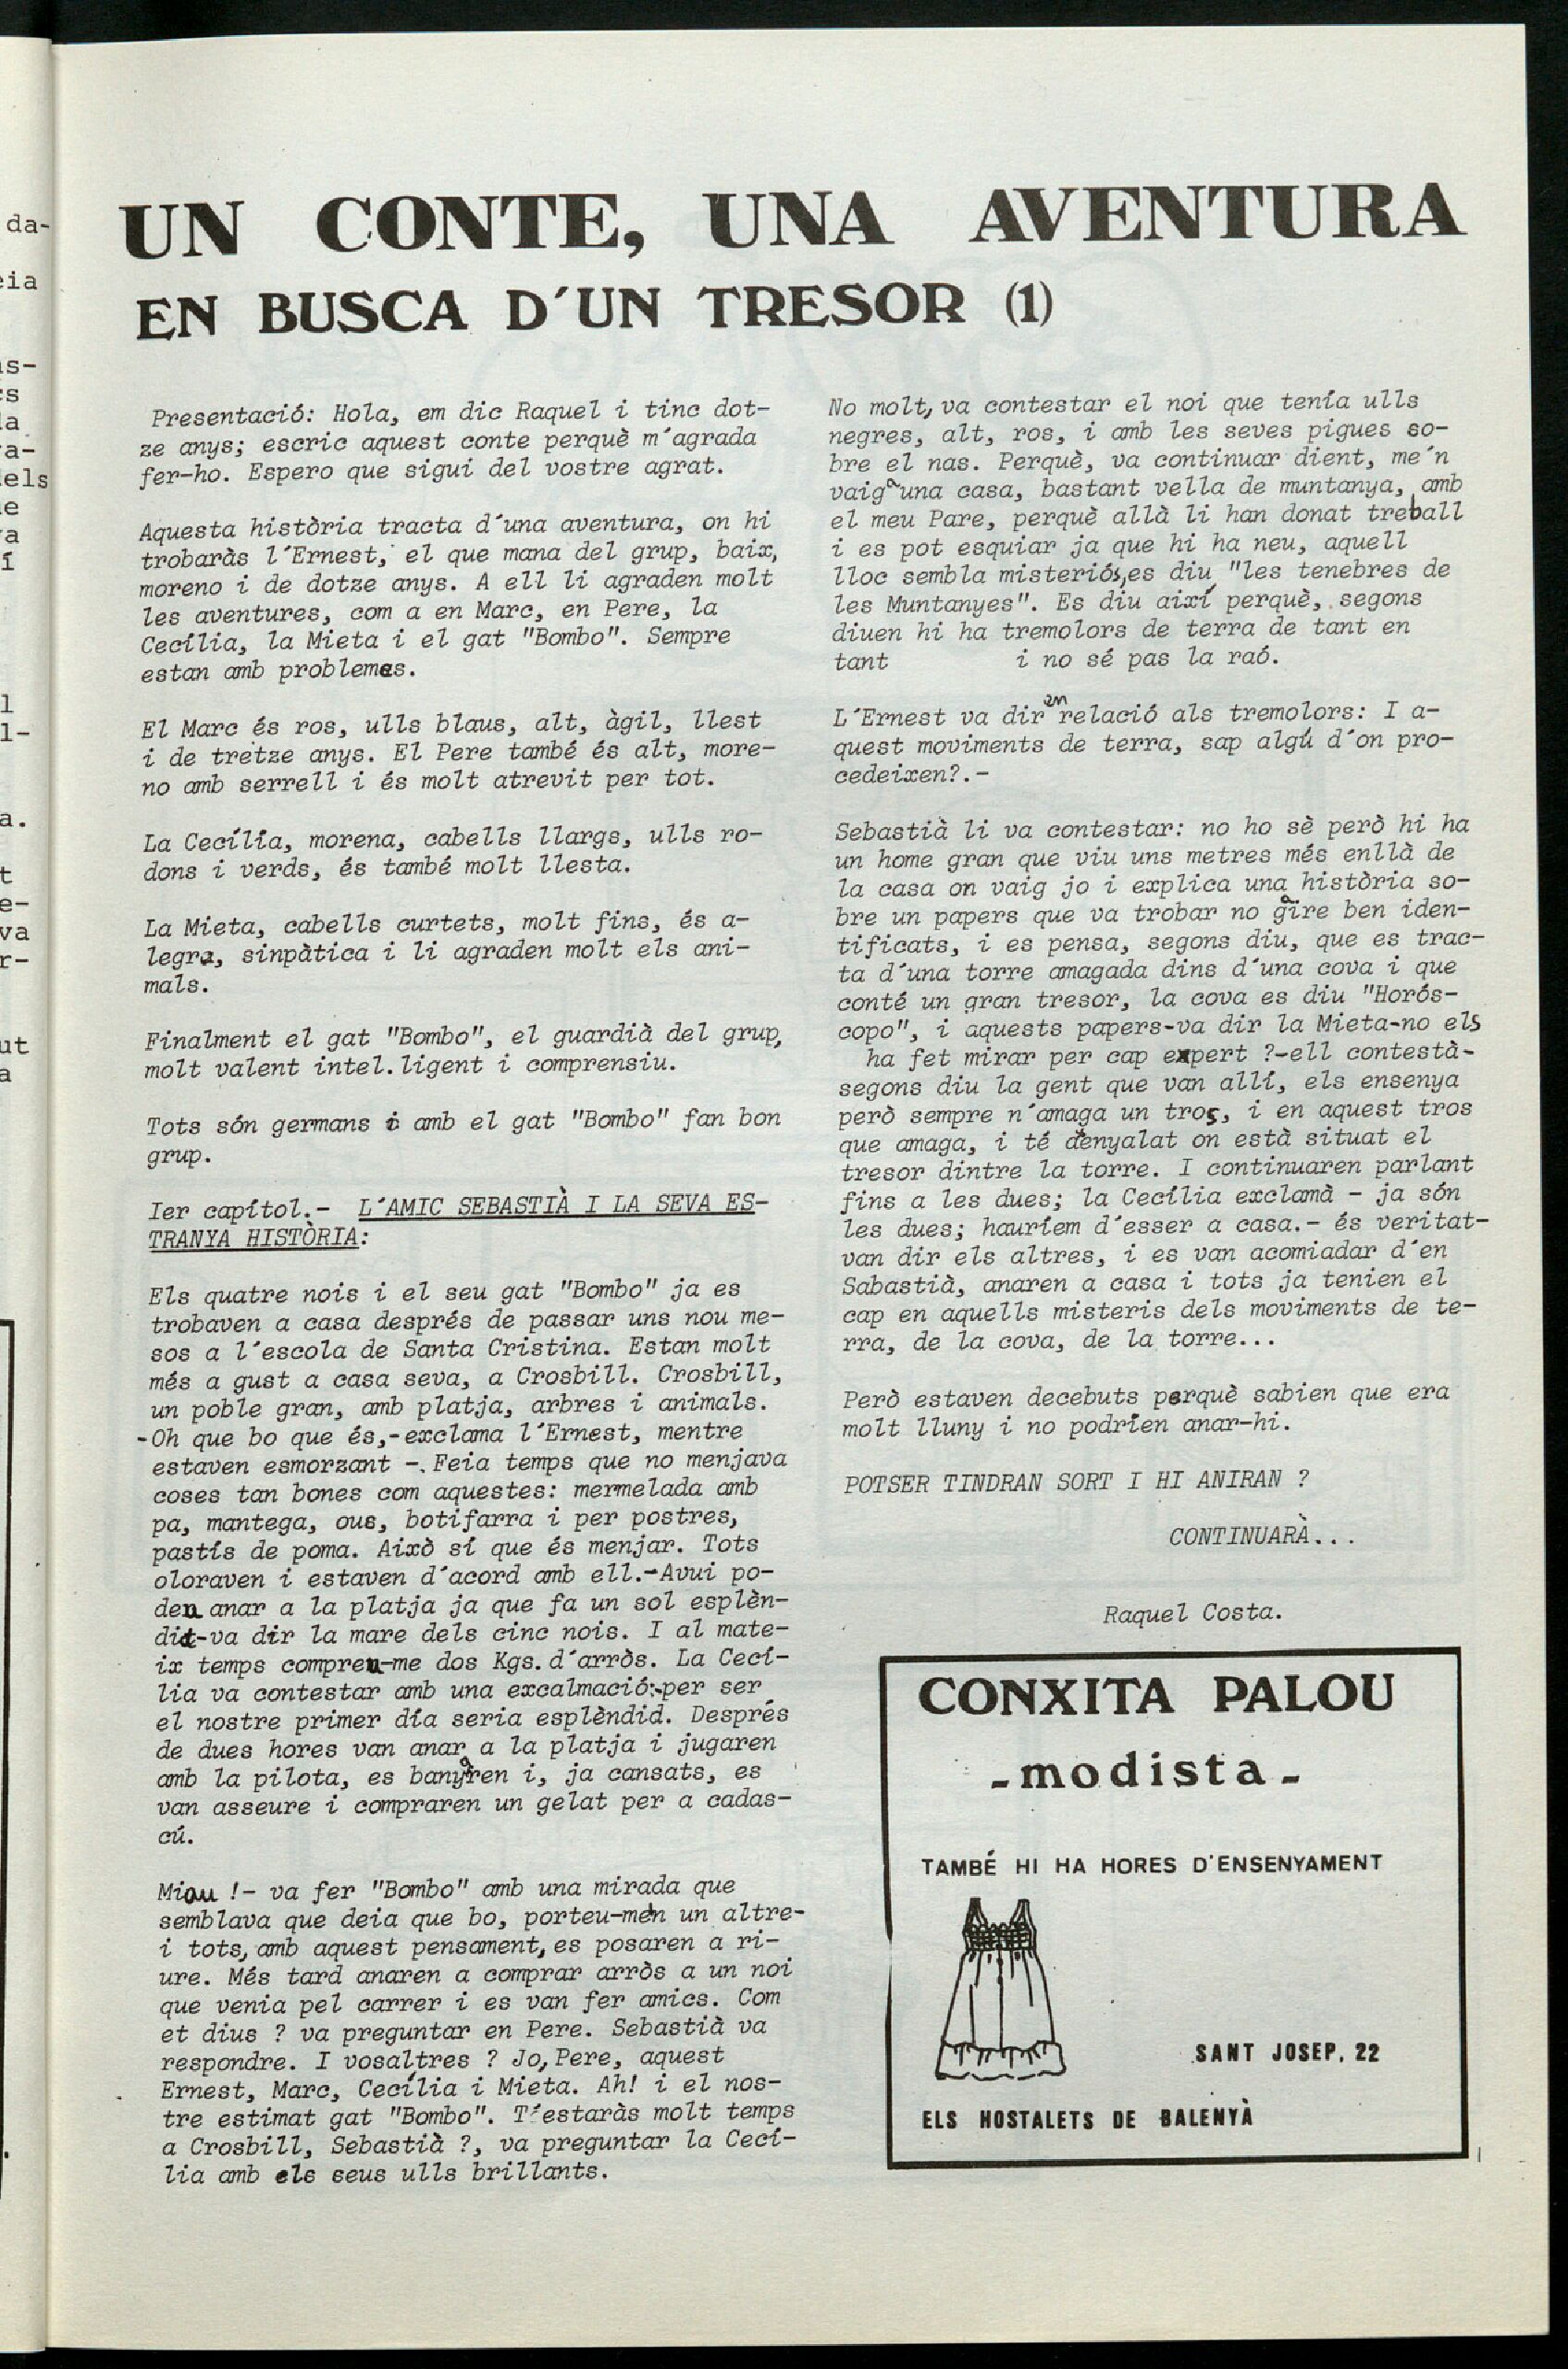 UN CONTE, UNA AVENTURA
EN BUSCA D´UN TRESOR (1)
Presentació: Hola, em dic Raquel i tinc dot-
ze anys; escric aquest conte perquè m´agrada
fer-ho. Espero que sigui del vostre agrat.
Aquesta història tracta d´una aventura, on hi
trobaràs l´Ernest, el que mana del grup, baix,
moreno i de dotze anys. A ell li agraden molt
les aventures, com a en Marc, en Pere, la
Cecília, la Mieta i el gat "Bombo". Sempre
estan amb problemes.
El Marc és ros, ulls blaus, alt, àgil, llest
i de tretze anys. El Pere també és alt, more-
no amb serrell i és molt atrevit per tot.
La Cecília, morena, cabells llargs, ulls ro-
dons i verds, és també molt llesta.
La Mieta, cabells curtets, molt fins, és a-
legra, sinpàtica i li agraden molt els ani-
mals.
Finalment el gat "Bombo", el guardià del grup,
molt valent intel.ligent i comprensiu.
Tots són germans i amb el gat "Bombo" fan bon
grup.
Ier capítol.- L´AMIC SEBASTIÀ I LA SEVA ES-
TRANYA HISTÒRIA:
Els quatre nois i el seu gat "Bombo" ja es
trobaven a casa després de passar uns nou me-
sos a l´escola de Santa Cristina. Estan molt
més a gust a casa seva, a Crosbill. Crosbill,
un poble gran, amb platja, arbres i animals.
-Oh que bo que és,-exclama l´Ernest, mentre
estaven esmorzant -. Feia temps que no menjava
coses tan bones com aquestes: mermelada amb
pa, mantega, ous, botifarra i per postres,
pastís de poma. Això sí que és menjar. Tots
oloraven i estaven d´acord amb ell.-Avui po-
deu anar a la platja ja que fa un sol esplèn-
dit-va dir la mare dels cinc nois. I al mate-
ix temps compreu-me dos Kgs. d´arròs. La Cecí-
lia va contestar amb una excalmació:-per ser
el nostre primer día seria esplèndid. Després
de dues hores van anar a la platja i jugaren
amb la pilota, es banyaren i, ja cansats, es
van asseure i compraren un gelat per a cadas-
cú.
Miau !- va fer "Bombo" amb una mirada que
semblava que deia que bo, porteu-me'n un altre-
i tots, amb aquest pensament, es posaren a ri-
ure. Més tard anaren a comprar arròs a un noi
que venia pel carrer i es van fer amics. Com
et dius ? va preguntar en Pere. Sebastià va
respondre. I vosaltres ? Jo, Pere, aquest
Ernest, Marc, Cecília i Mieta. Ah! i el nos-
tre estimat gat "Bombo". T´estaràs molt temps
a Crosbill, Sebastià ?, va preguntar la Cecí-
lia amb els seus ulls brillants.
No molt, va contestar el noi que tenía ulls
negres, alt, ros, i amb les seves pigues so-
bre el nas. Perquè, va continuar dient, me´n
vaig a una casa, bastant vella de muntanya, amb
el meu Pare, perquè allà li han donat treball
i es pot esquiar ja que hi ha neu, aquell
lloc sembla misteriós, es diu "les tenebres de
les Muntanyes". Es diu així perquè, segons
diuen hi ha tremolors de terra de tant en
tant i no sé pas la raó.
L´Ernest va dir en relació als tremolors: I a-
quest moviments de terra, sap algú d´on pro-
cedeixen?.-
Sebastià li va contestar: no ho sè però hi ha
un home gran que viu uns metres més enllà de
la casa on vaig jo i explica una història so-
bre un papers que va trobar no gaire ben iden-
tificats, i es pensa, segons diu, que es trac-
ta d´una torre amagada dins d´una cova i que
conté un gran tresor, la cova es diu "Horós-
copo", i aquests papers-va dir la Mieta-no els
ha fet mirar per cap expert ?-ell contestà-
segons diu la gent que van allí, els ensenya
però sempre n´amaga un tros, i en aquest tros
que amaga, i té denyalat on està situat el
tresor dintre la torre. I continuaren parlant
fins a les dues; la Cecília exclamà - ja són
les dues; hauríem d´esser a casa.- és veritat-
van dir els altres, i es van acomiadar d´en
Sabastià, anaren a casa i tots ja tenien el
cap en aquells misteris dels moviments de te-
rra, de la cova, de la torre...
Però estaven decebuts perquè sabien que era
molt lluny i no podríen anar-hi.
POTSER TINDRAN SORT I HI ANIRAN ?
CONTINUARÀ...
Raquel Costa.
CONXITA PALOU
-modista-
TAMBÉ HI HA HORES D'ENSENYAMENT
SANT JOSEP, 22
ELS HOSTALETS DE BALENYÀ